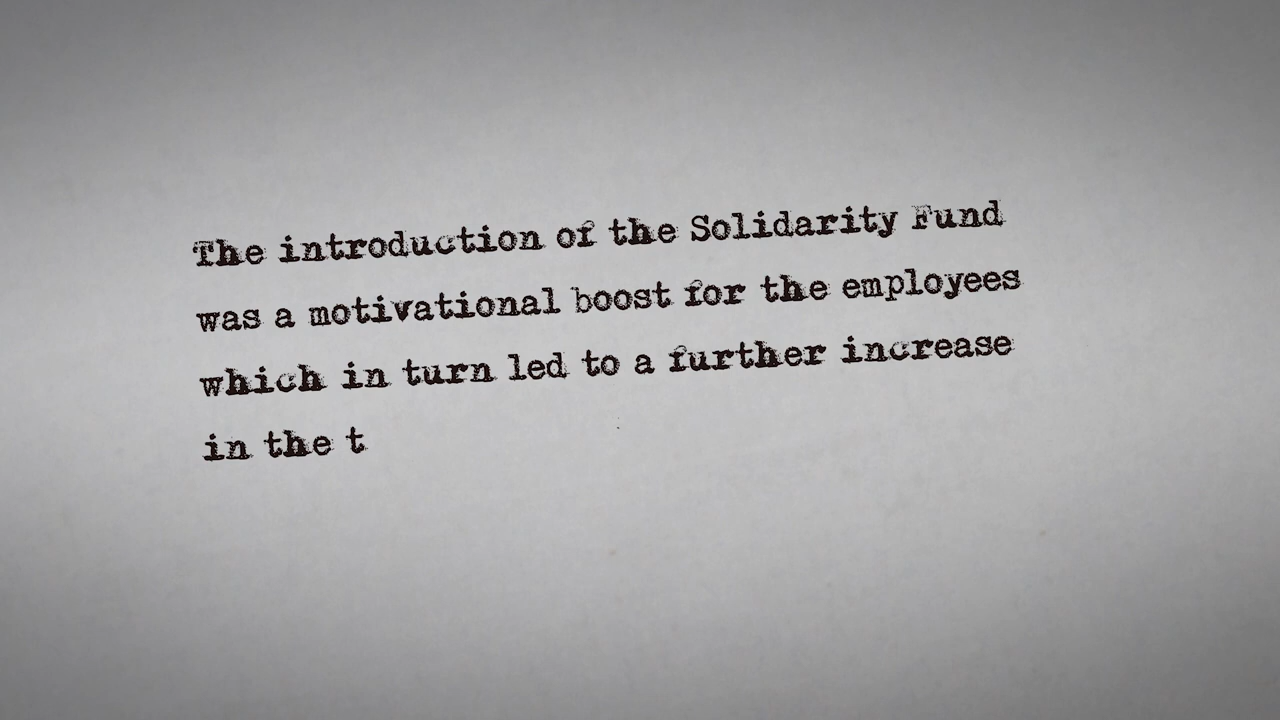 The introduction of the Solidarity Fund
was a motivational boost for the employees
which in turn led to a further increase
in the t